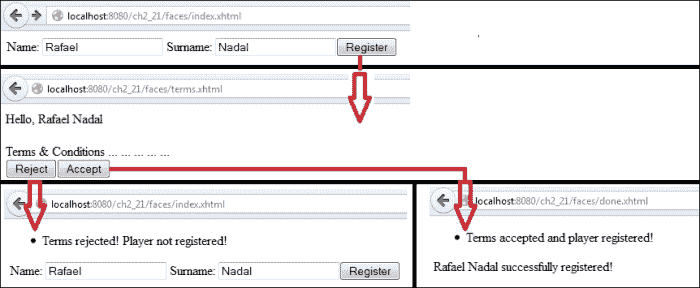 localhost:8080/ch2_21/faces/index.xhtml
Name: Rafael Surname: Nadal Register
localhost:8080/ch2_21/faces/terms.xhtml
Hello, Rafael Nadal
Terms & Conditions ... ... ... ... ...
Reject Accept
localhost:8080/ch2_21/faces/index.xhtml
• Terms rejected! Player not registered!
Name: Rafael Surname: Nadal Register
localhost:8080/ch2_21/faces/done.xhtml
• Terms accepted and player registered!
Rafael Nadal successfully registered!